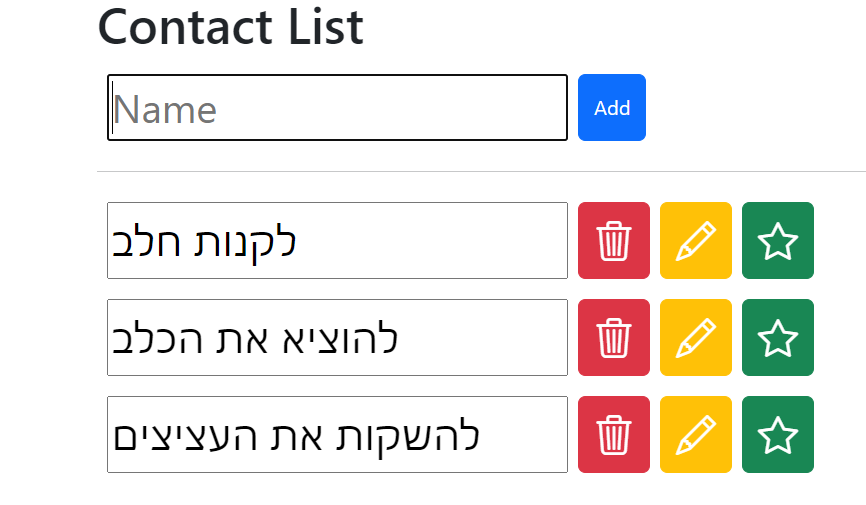 Contact List
Name
Add
לקנות חלב
להוציא את הכלב
להשקות את העציצים